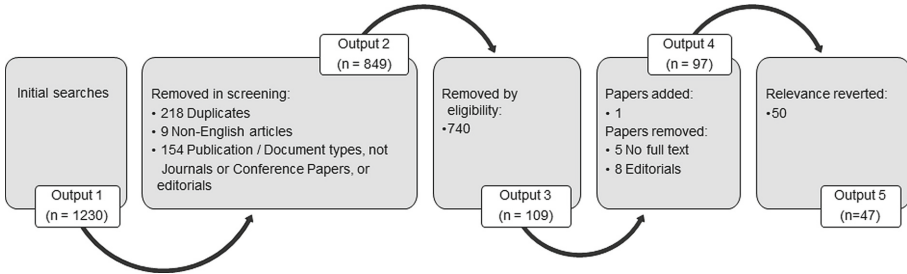 Initial searches
Output 1
(n = 1230)
Output 2
(n = 849)
Removed in screening:
• 218 Duplicates
• 9 Non-English articles
• 154 Publication / Document types, not
Journals or Conference Papers, or
editorials
Removed by
eligibility:
•740
Output 3
(n = 109)
Output 4
(n = 97)
Papers added:
• 1
Papers removed:
• 5 No full text
• 8 Editorials
Relevance reverted:
•50
Output 5
(n=47)